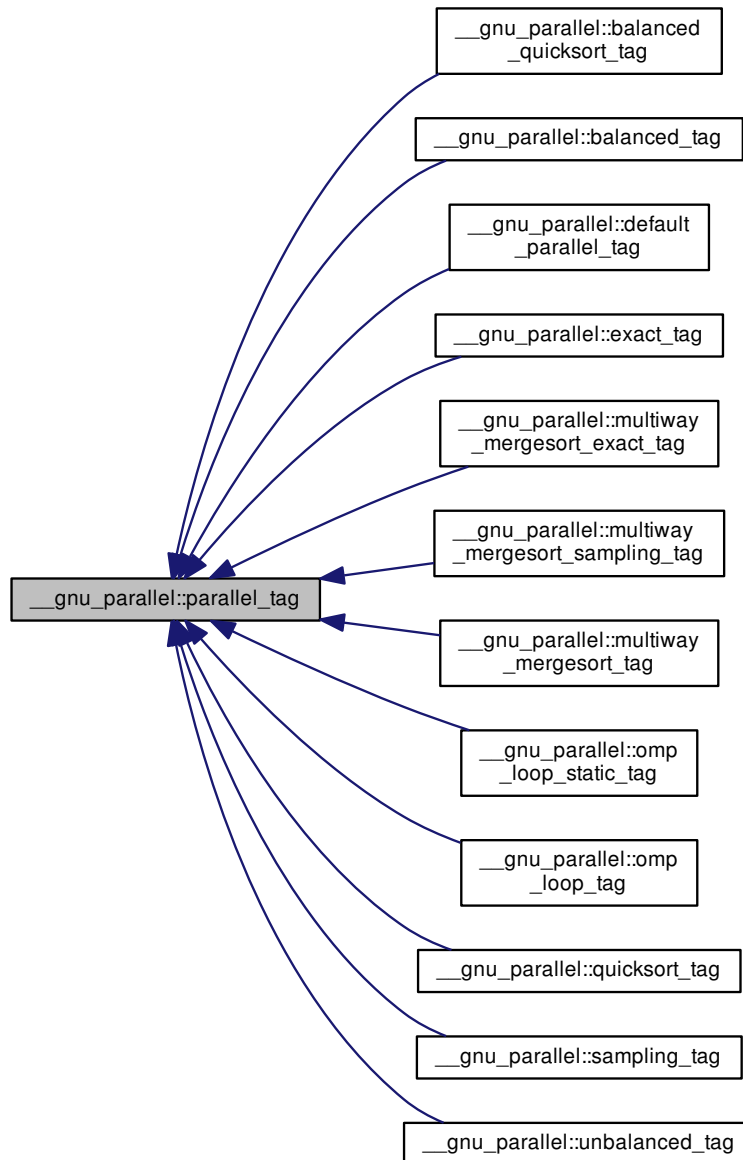 __gnu_parallel::balanced
_quicksort_tag
__gnu_parallel::balanced_tag
__gnu_parallel::default
_parallel_tag
__gnu_parallel::exact_tag
__gnu_parallel::multiway
_mergesort_exact_tag
__gnu_parallel::multiway
_mergesort_sampling_tag
__gnu_parallel::parallel_tag
__gnu_parallel::multiway
_mergesort_tag
__gnu_parallel::omp
_loop_static_tag
__gnu_parallel::omp
_loop_tag
__gnu_parallel::quicksort_tag
__gnu_parallel::sampling_tag
__gnu_parallel::unbalanced_tag